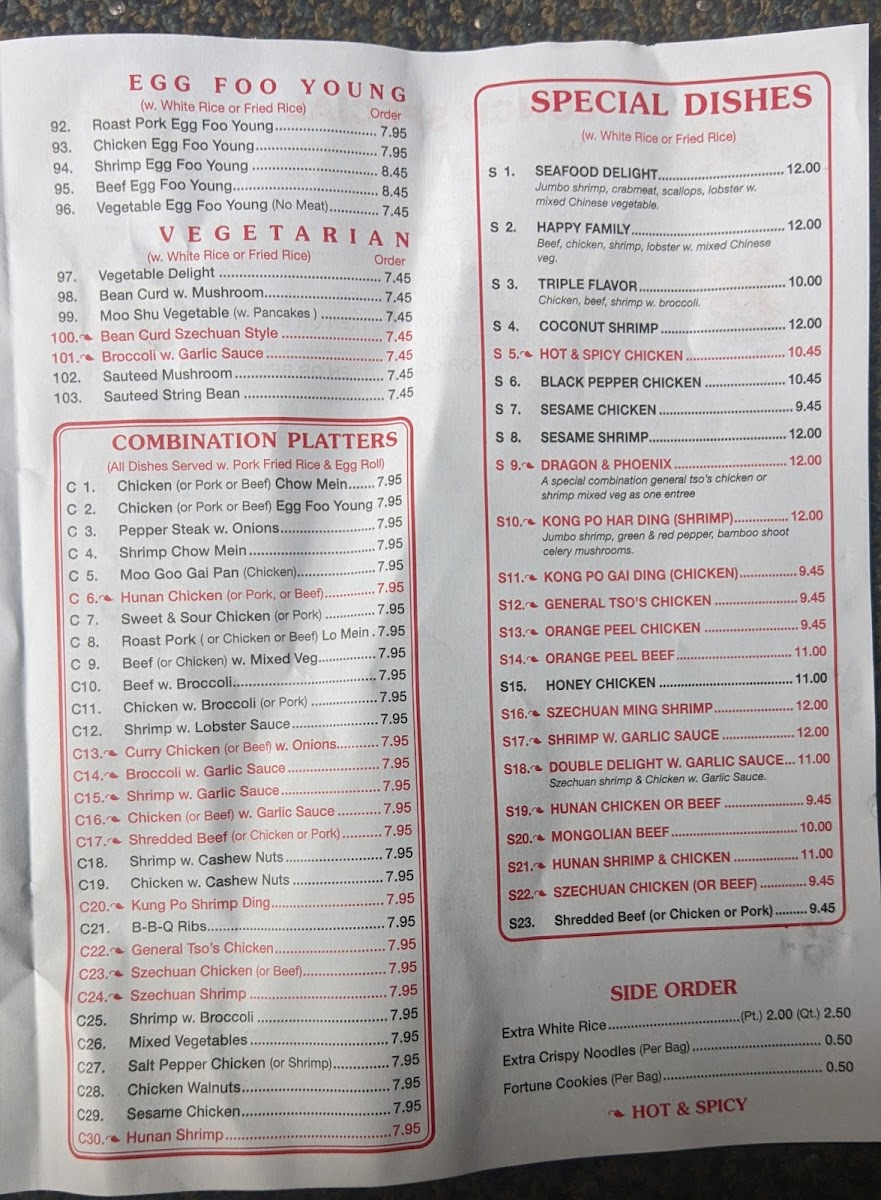 EGG FOO YOUNG
(w. White Rice or Fried Rice) Order
92. Roast Pork Egg Foo Young 7.95
93. Chicken Egg Foo Young 7.95
94. Shrimp Egg Foo Young 8.45
95. Beef Egg Foo Young 8.45
96. Vegetable Egg Foo Young (No Meat) 7.45
VEGETARIAN
(w. White Rice or Fried Rice) Order
97. Vegetable Delight 7.45
98. Bean Curd w. Mushroom 7.45
99. Moo Shu Vegetable (w. Pancakes ) 7.45
100. Bean Curd Szechuan Style 7.45
101. Broccoli w. Garlic Sauce 7.45
102. Sauteed Mushroom 7.45
103. Sauteed String Bean 7.45
COMBINATION PLATTERS
(All Dishes Served w. Pork Fried Rice & Egg Roll)
C 1. Chicken (or Pork or Beef) Chow Mein 7.95
C 2. Chicken (or Pork or Beef) Egg Foo Young 7.95
C 3. Pepper Steak w. Onions 7.95
C 4. Shrimp Chow Mein 7.95
C 5. Moo Goo Gai Pan (Chicken) 7.95
C 6. Hunan Chicken (or Pork, or Beef) 7.95
C 7. Sweet & Sour Chicken (or Pork) 7.95
C 8. Roast Pork ( or Chicken or Beef) Lo Mein 7.95
C 9. Beef (or Chicken) w. Mixed Veg 7.95
C10. Beef w. Broccoli 7.95
C11. Chicken w. Broccoli (or Pork) 7.95
C12. Shrimp w. Lobster Sauce 7.95
C13. Curry Chicken (or Beef) w. Onions 7.95
C14. Broccoli w. Garlic Sauce 7.95
C15. Shrimp w. Garlic Sauce 7.95
C16. Chicken (or Beef) w. Garlic Sauce 7.95
C17. Shredded Beef (or Chicken or Pork) 7.95
C18. Shrimp w. Cashew Nuts 7.95
C19. Chicken w. Cashew Nuts 7.95
C20. Kung Po Shrimp Ding 7.95
C21. B-B-Q Ribs 7.95
C22. General Tso's Chicken 7.95
C23. Szechuan Chicken (or Beef) 7.95
C24. Szechuan Shrimp 7.95
C25. Shrimp w. Broccoli 7.95
C26. Mixed Vegetables 7.95
C27. Salt Pepper Chicken (or Shrimp) 7.95
C28. Chicken Walnuts 7.95
C29. Sesame Chicken 7.95
C30. Hunan Shrimp 7.95
SPECIAL DISHES
(w. White Rice or Fried Rice)
S 1. SEAFOOD DELIGHT 12.00
Jumbo shrimp, crabmeat, scallops, lobster w.
mixed Chinese vegetable.
S 2. HAPPY FAMILY 12.00
Beef, chicken, shrimp, lobster w. mixed Chinese
veg.
S 3. TRIPLE FLAVOR 10.00
Chicken, beef, shrimp w. broccoli.
S 4. COCONUT SHRIMP 12.00
S 5. HOT & SPICY CHICKEN 10.45
S 6. BLACK PEPPER CHICKEN 10.45
S 7. SESAME CHICKEN 9.45
S 8. SESAME SHRIMP 12.00
S 9. DRAGON & PHOENIX 12.00
A special combination general tso's chicken or
shrimp mixed veg as one entree
S10. KONG PO HAR DING (SHRIMP) 12.00
Jumbo shrimp, green & red pepper, bamboo shoot
celery mushrooms.
S11. KONG PO GAI DING (CHICKEN) 9.45
S12. GENERAL TSO'S CHICKEN 9.45
S13. ORANGE PEEL CHICKEN 9.45
S14. ORANGE PEEL BEEF 11.00
S15. HONEY CHICKEN 11.00
S16. SZECHUAN MING SHRIMP 12.00
S17. SHRIMP W. GARLIC SAUCE 12.00
S18. DOUBLE DELIGHT W. GARLIC SAUCE 11.00
Szechuan shrimp & Chicken w. Garlic Sauce.
S19. HUNAN CHICKEN OR BEEF 9.45
S20. MONGOLIAN BEEF 10.00
S21. HUNAN SHRIMP & CHICKEN 11.00
S22. SZECHUAN CHICKEN (OR BEEF) 9.45
S23. Shredded Beef (or Chicken or Pork) 9.45
SIDE ORDER
Extra White Rice (Pt.) 2.00 (Qt.) 2.50
Extra Crispy Noodles (Per Bag) 0.50
Fortune Cookies (Per Bag) 0.50
HOT & SPICY